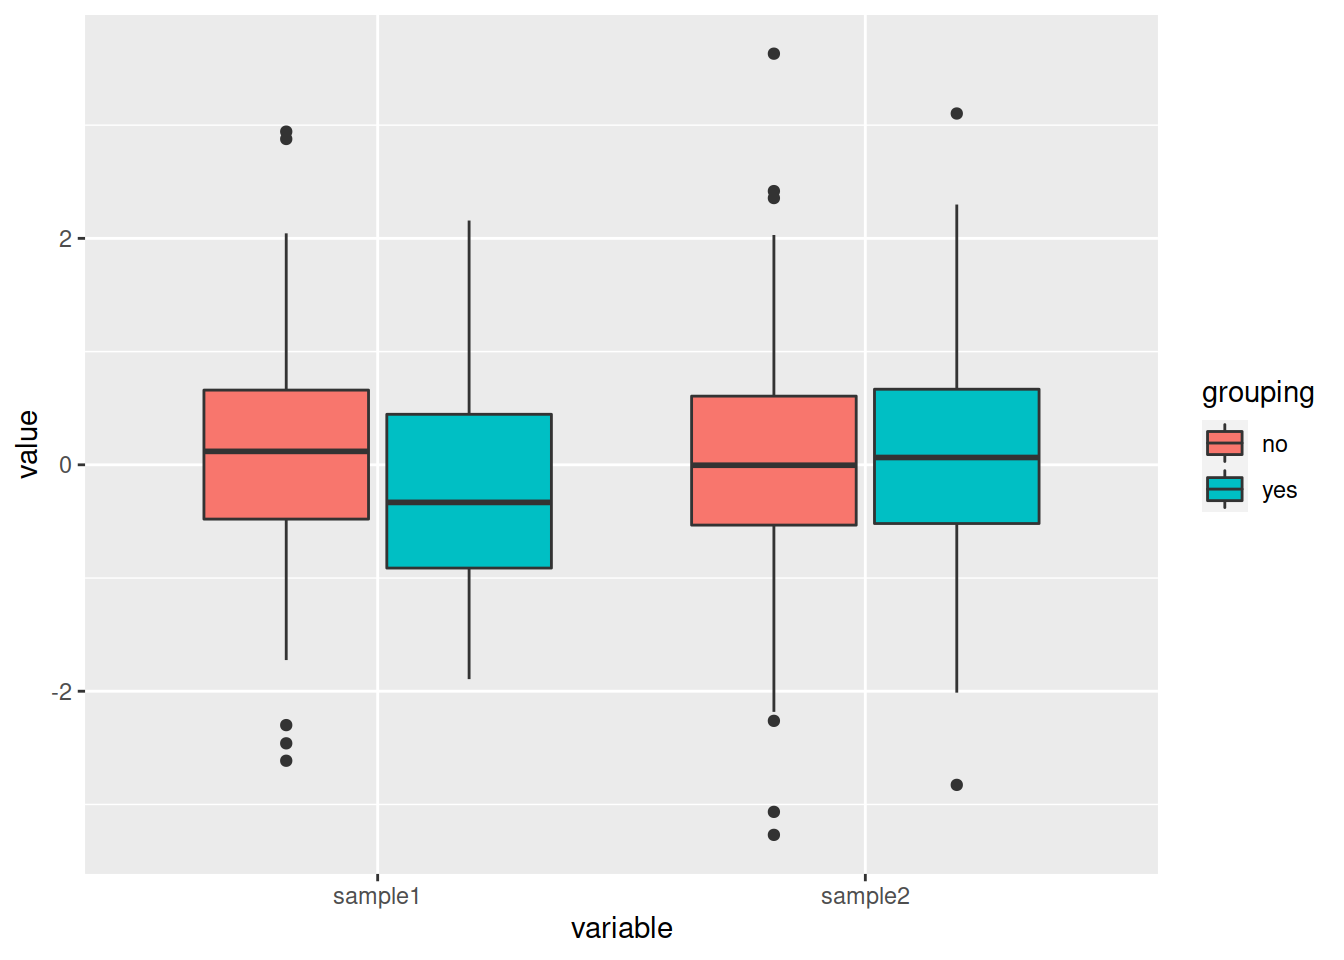 value
2
0
-2
sample1
sample2
variable
grouping
no
yes